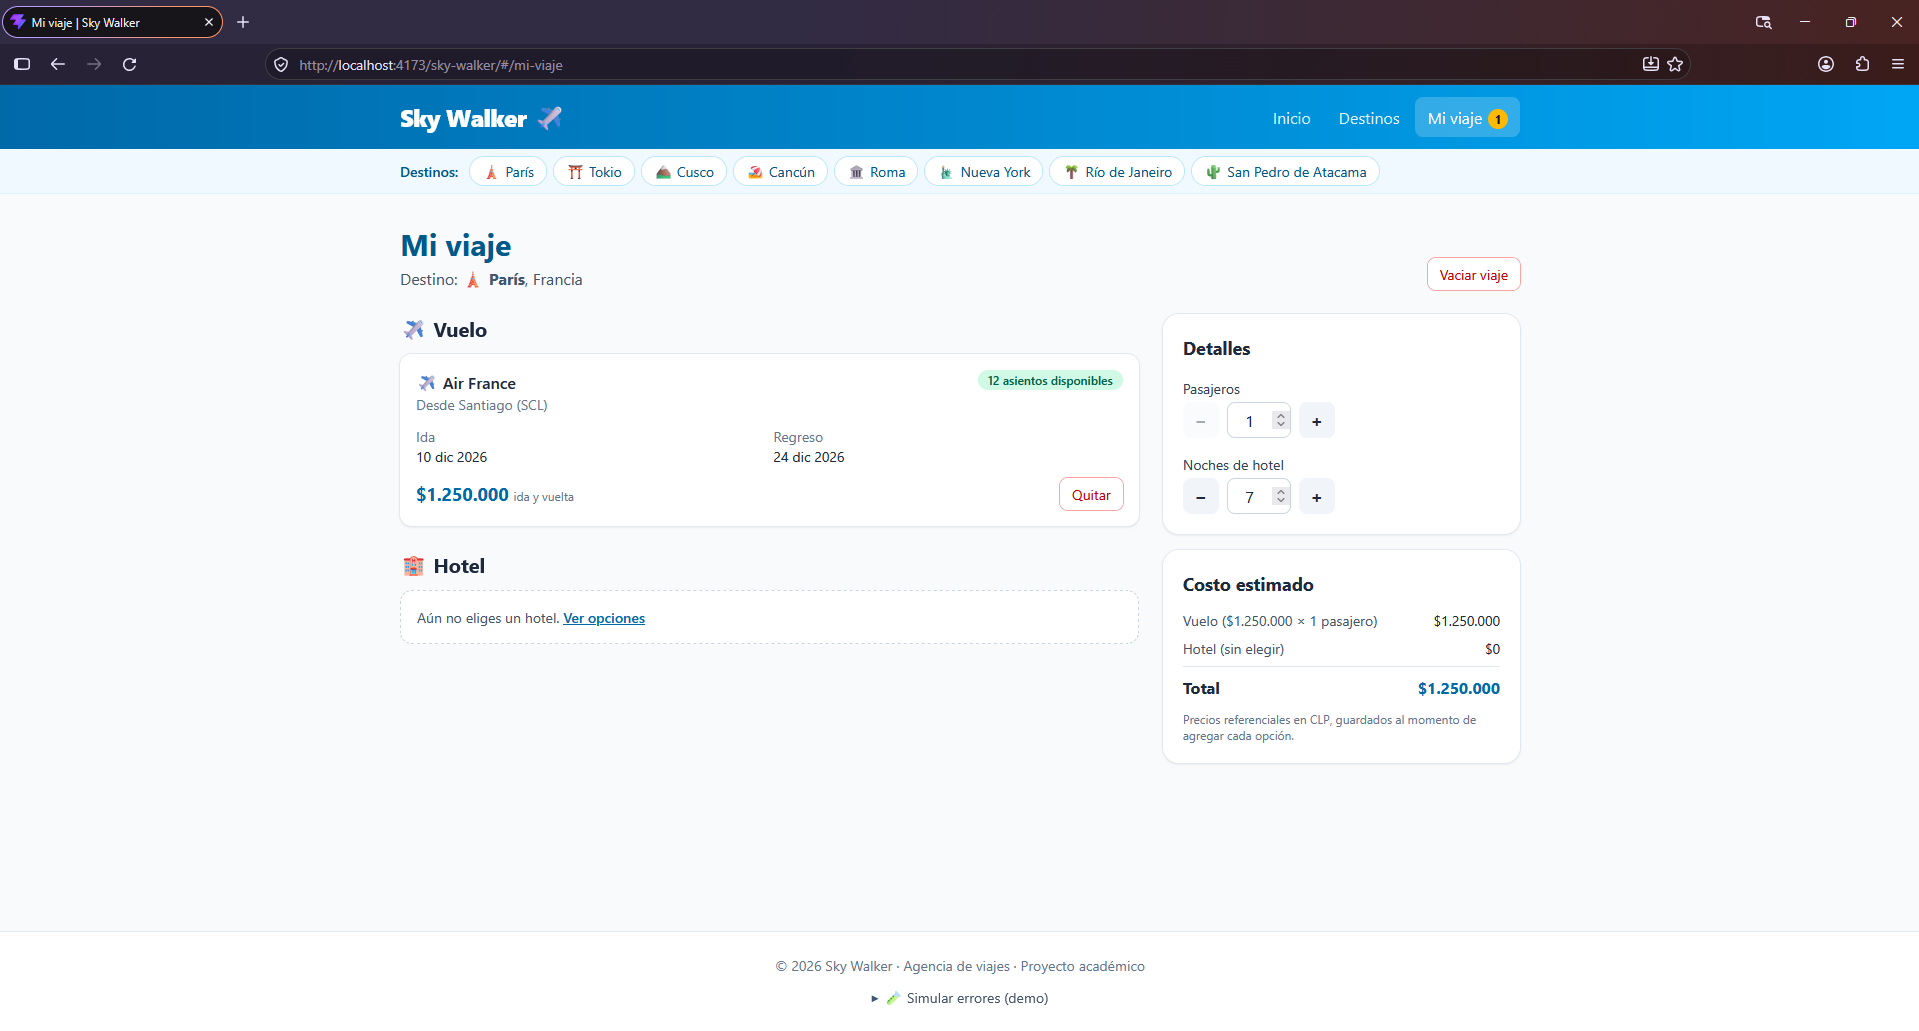 Mi viaje | Sky Walker
http://localhost:4173/sky-walker/#/mi-viaje
Sky Walker
Inicio
Destinos
Mi viaje 1
Destinos:
París
Tokio
Cusco
Cancún
Roma
Nueva York
Río de Janeiro
San Pedro de Atacama
Mi viaje
Destino: París, Francia
Vaciar viaje
Vuelo
Air France
12 asientos disponibles
Desde Santiago (SCL)
Ida
Regreso
10 dic 2026
24 dic 2026
$1.250.000 ida y vuelta
Quitar
Hotel
Aún no eliges un hotel. Ver opciones
Detalles
Pasajeros
− 1 +
Noches de hotel
− 7 +
Costo estimado
Vuelo ($1.250.000 × 1 pasajero) $1.250.000
Hotel (sin elegir) $0
Total $1.250.000
Precios referenciales en CLP, guardados al momento de
agregar cada opción.
© 2026 Sky Walker · Agencia de viajes · Proyecto académico
Simular errores (demo)